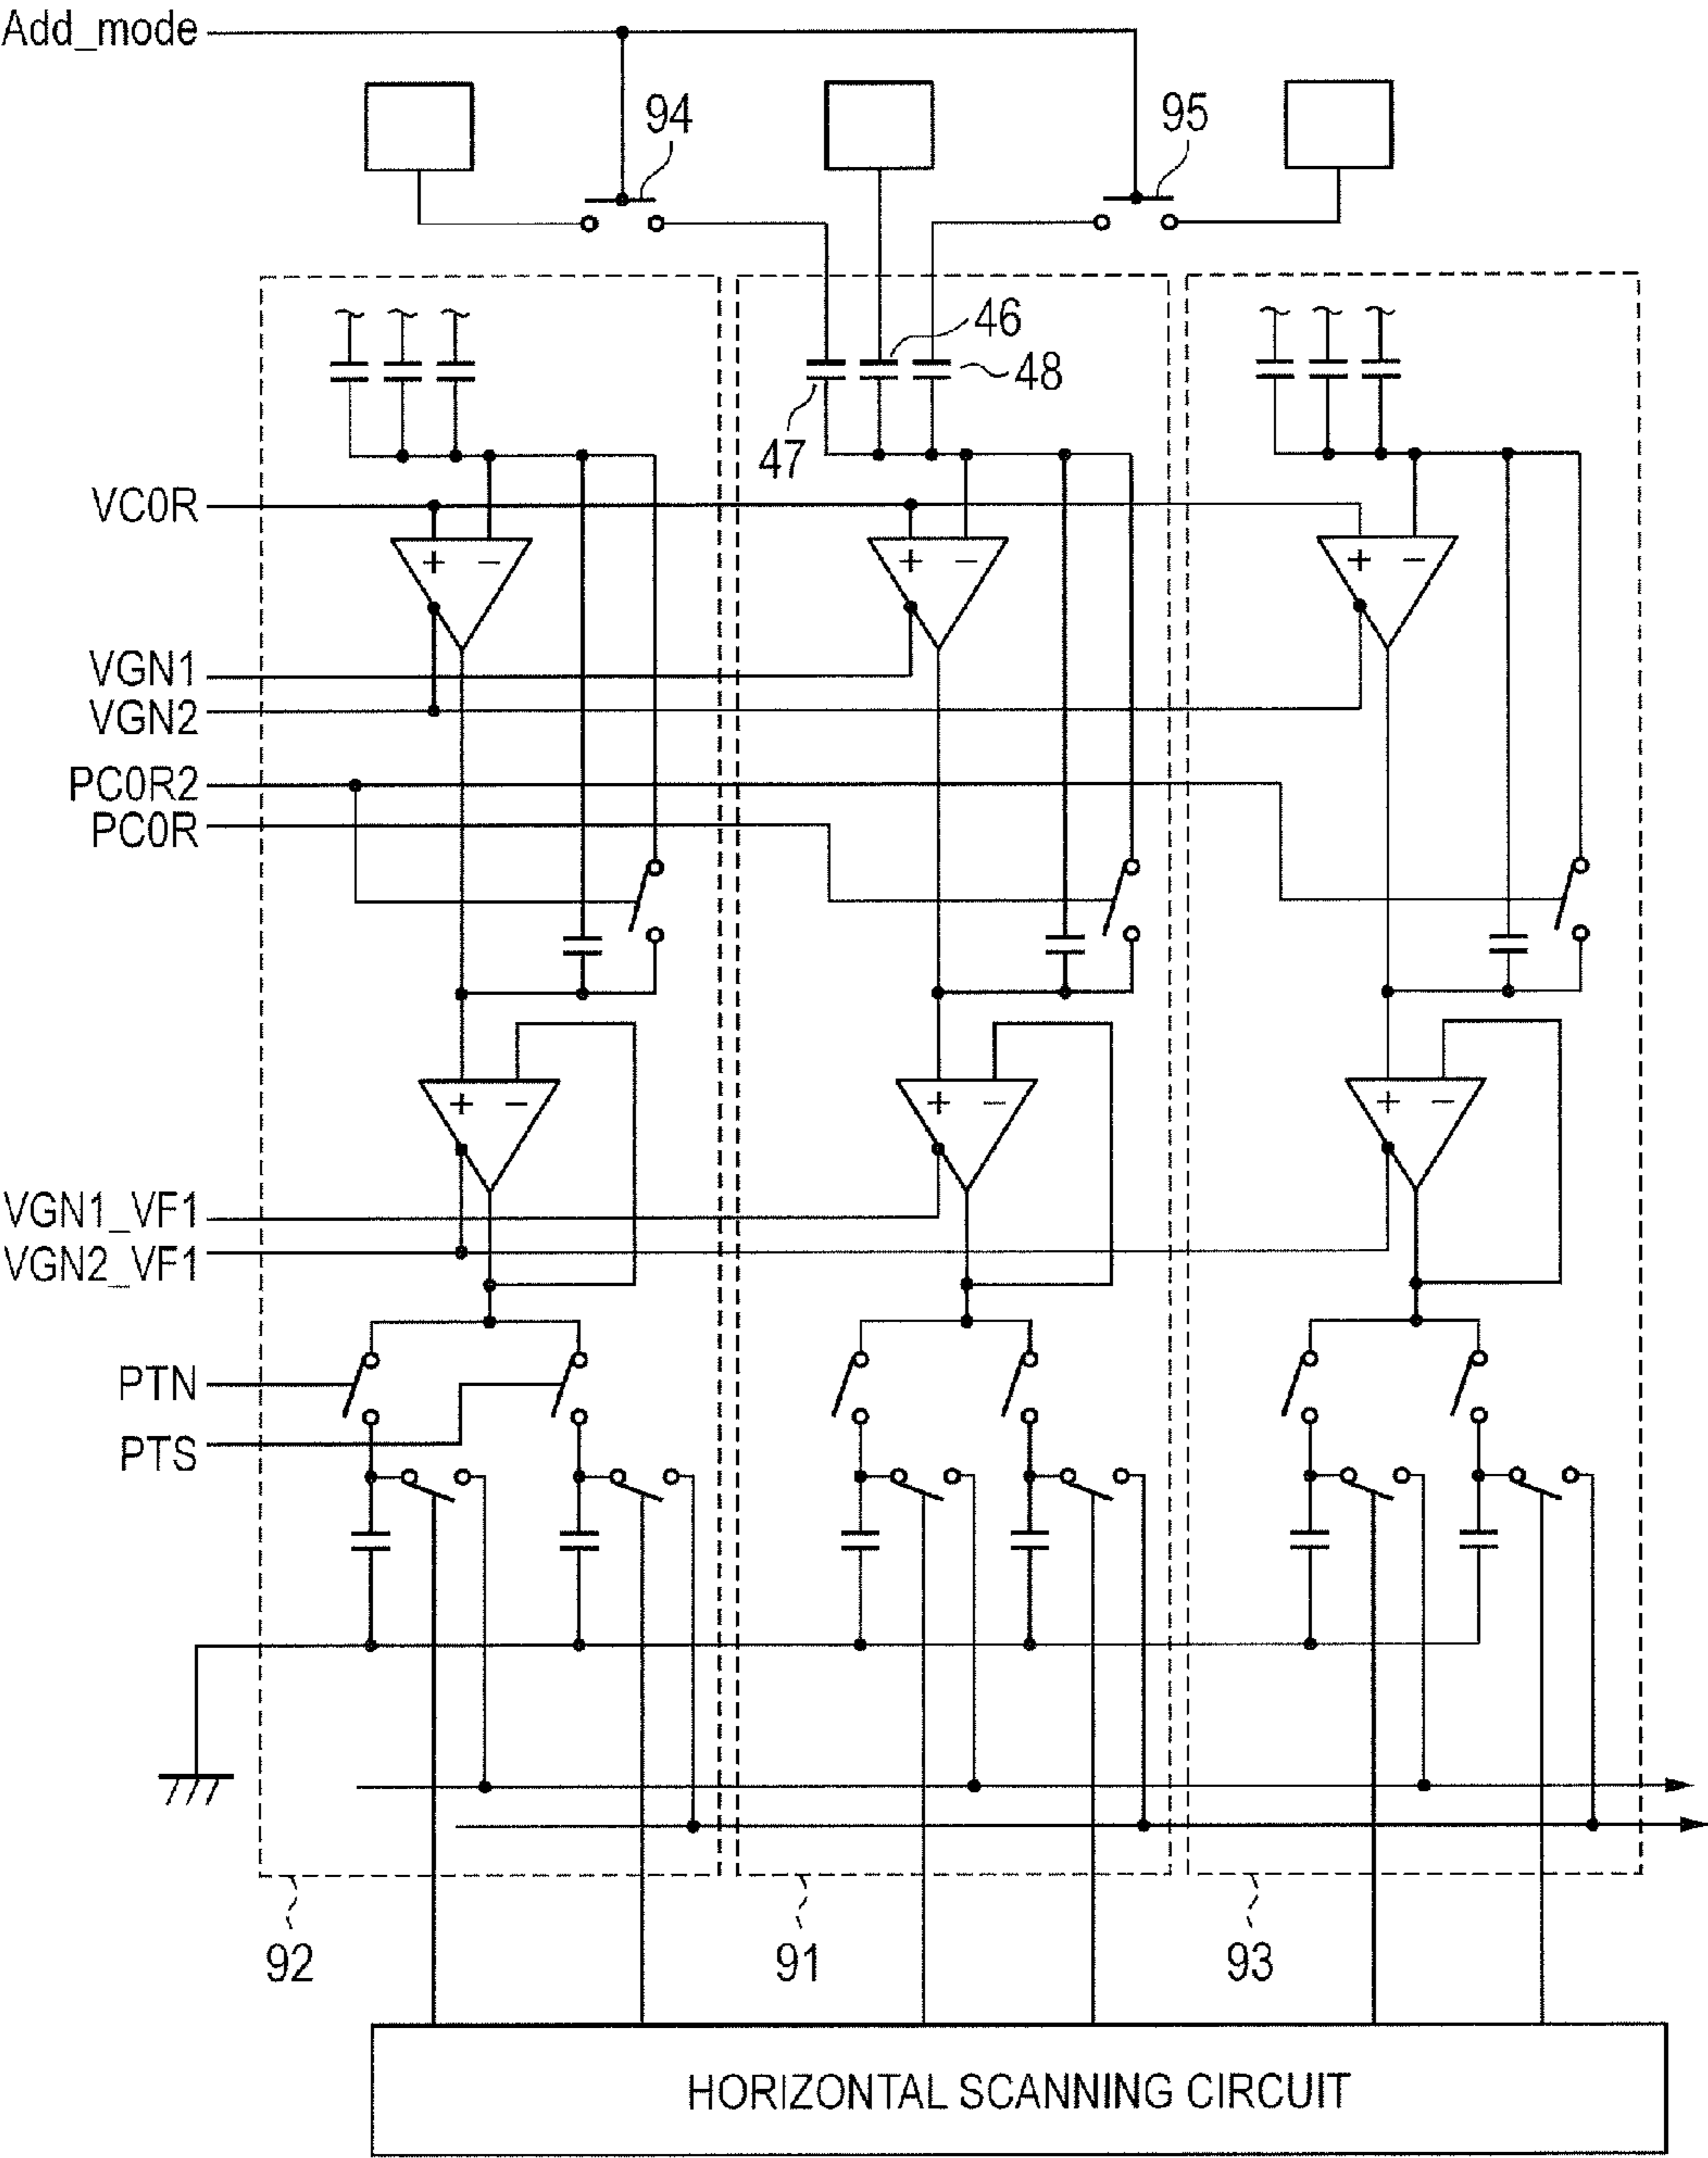 Add_mode
94
95
46
48
47
VC0R
+ −
+ −
+ −
VGN1
VGN2
PC0R2
PC0R
+ −
+ −
+ −
VGN1_VF1
VGN2_VF1
PTN
PTS
92
91
93
HORIZONTAL SCANNING CIRCUIT